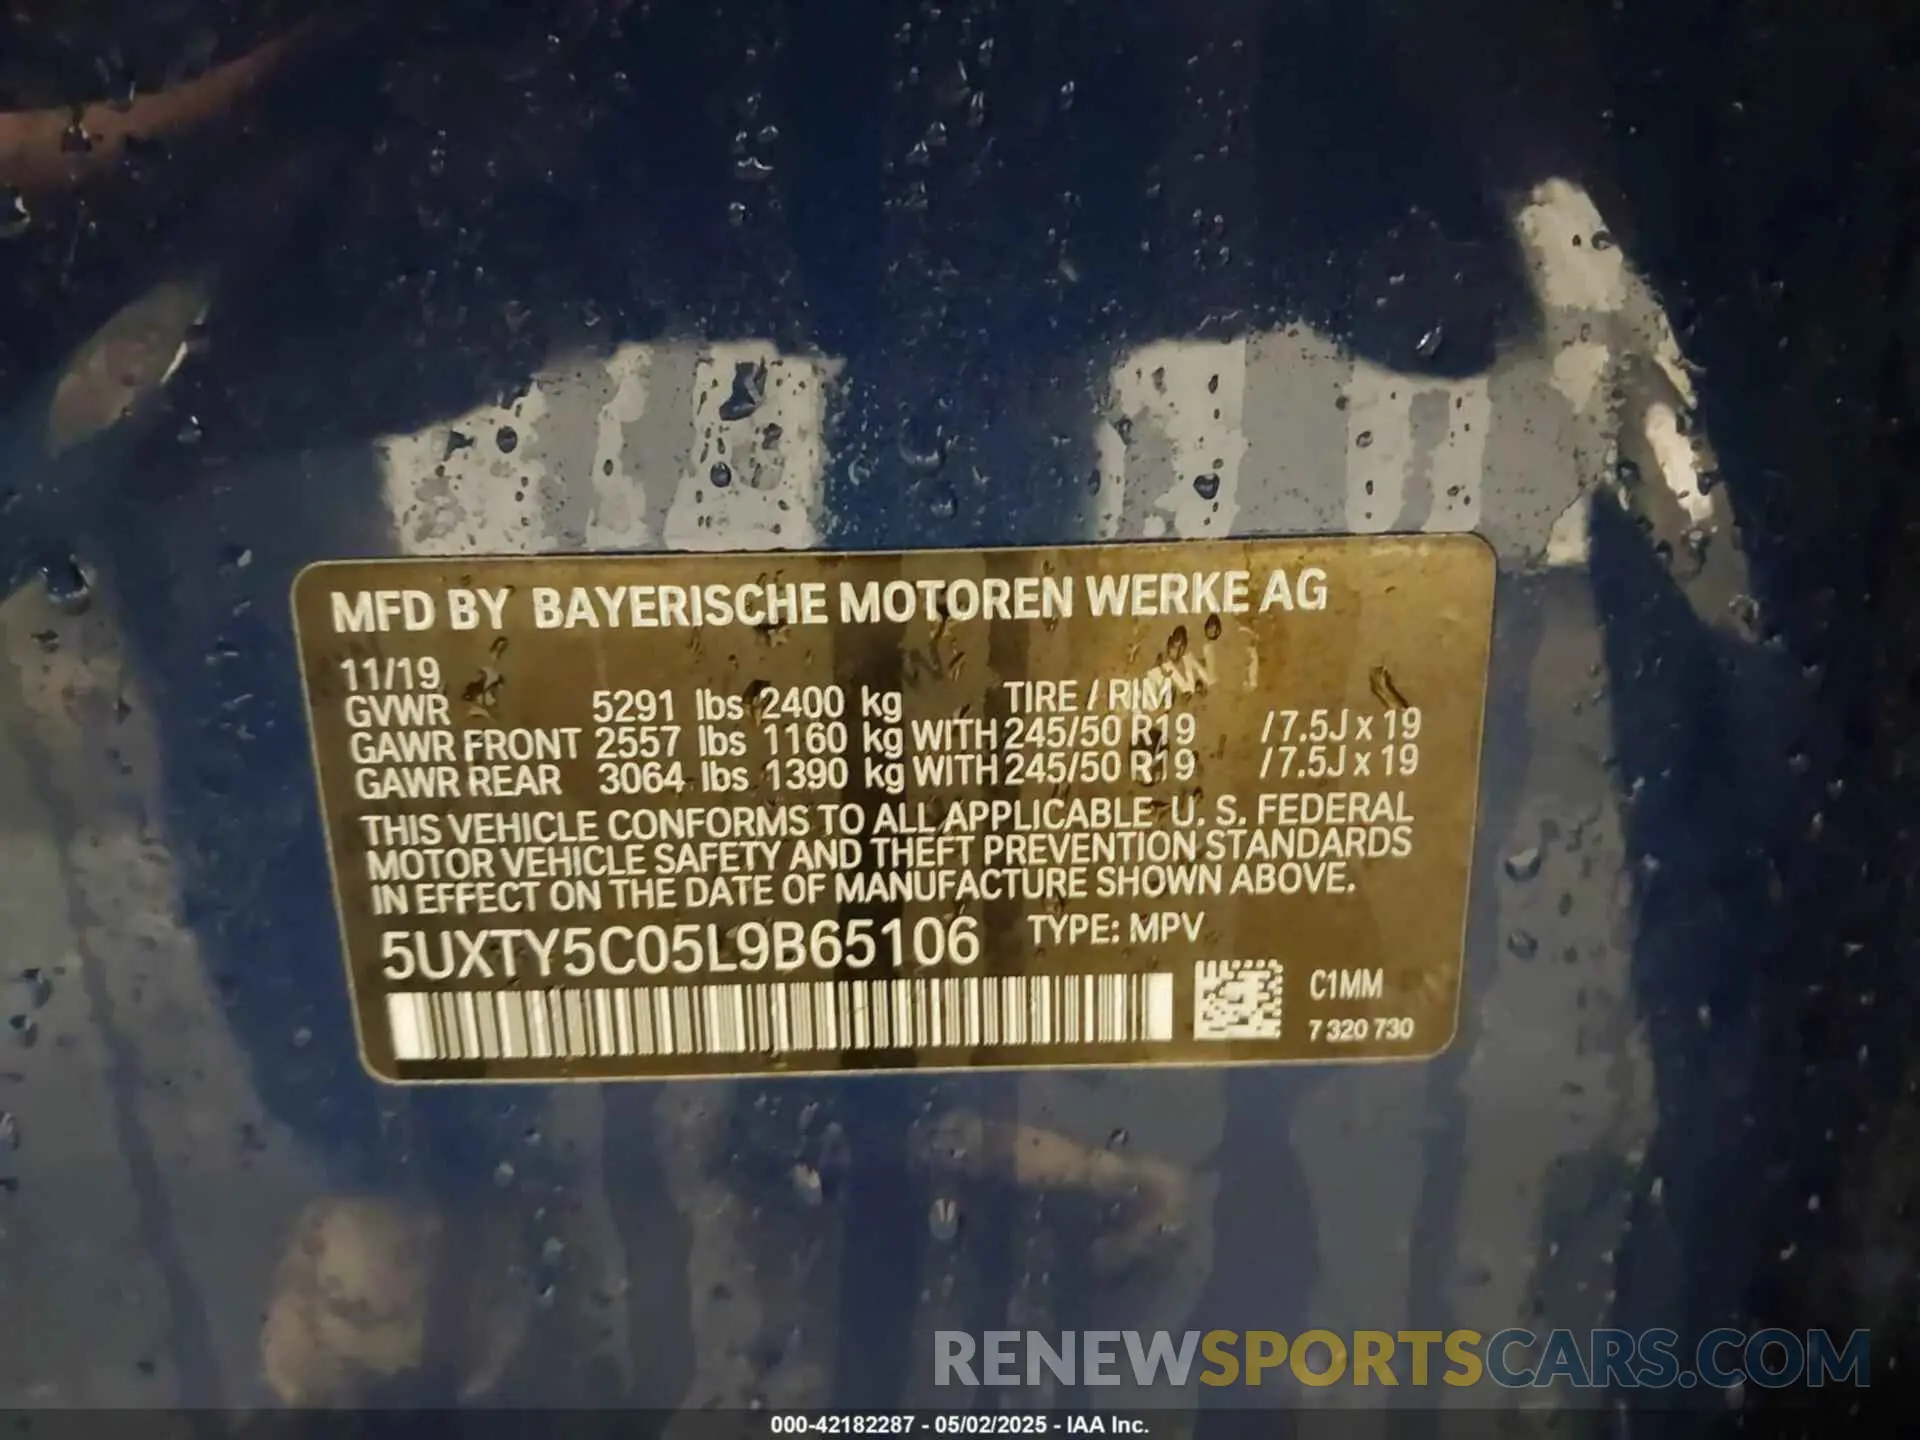 MFD BY BAYERISCHE MOTOREN WERKE AG
11/19
GVWR 5291 lbs 2400 kg TIRE / RIM
GAWR FRONT 2557 lbs 1160 kg WITH 245/50 R19 /7.5J x 19
GAWR REAR 3064 lbs 1390 kg WITH 245/50 R19 /7.5J x 19
THIS VEHICLE CONFORMS TO ALL APPLICABLE U. S. FEDERAL
MOTOR VEHICLE SAFETY AND THEFT PREVENTION STANDARDS
IN EFFECT ON THE DATE OF MANUFACTURE SHOWN ABOVE.
5UXTY5C05L9B65106 TYPE: MPV
C1MM
7 320 730
RENEWSPORTSCARS.COM
000-42182287 - 05/02/2025 - IAA Inc.